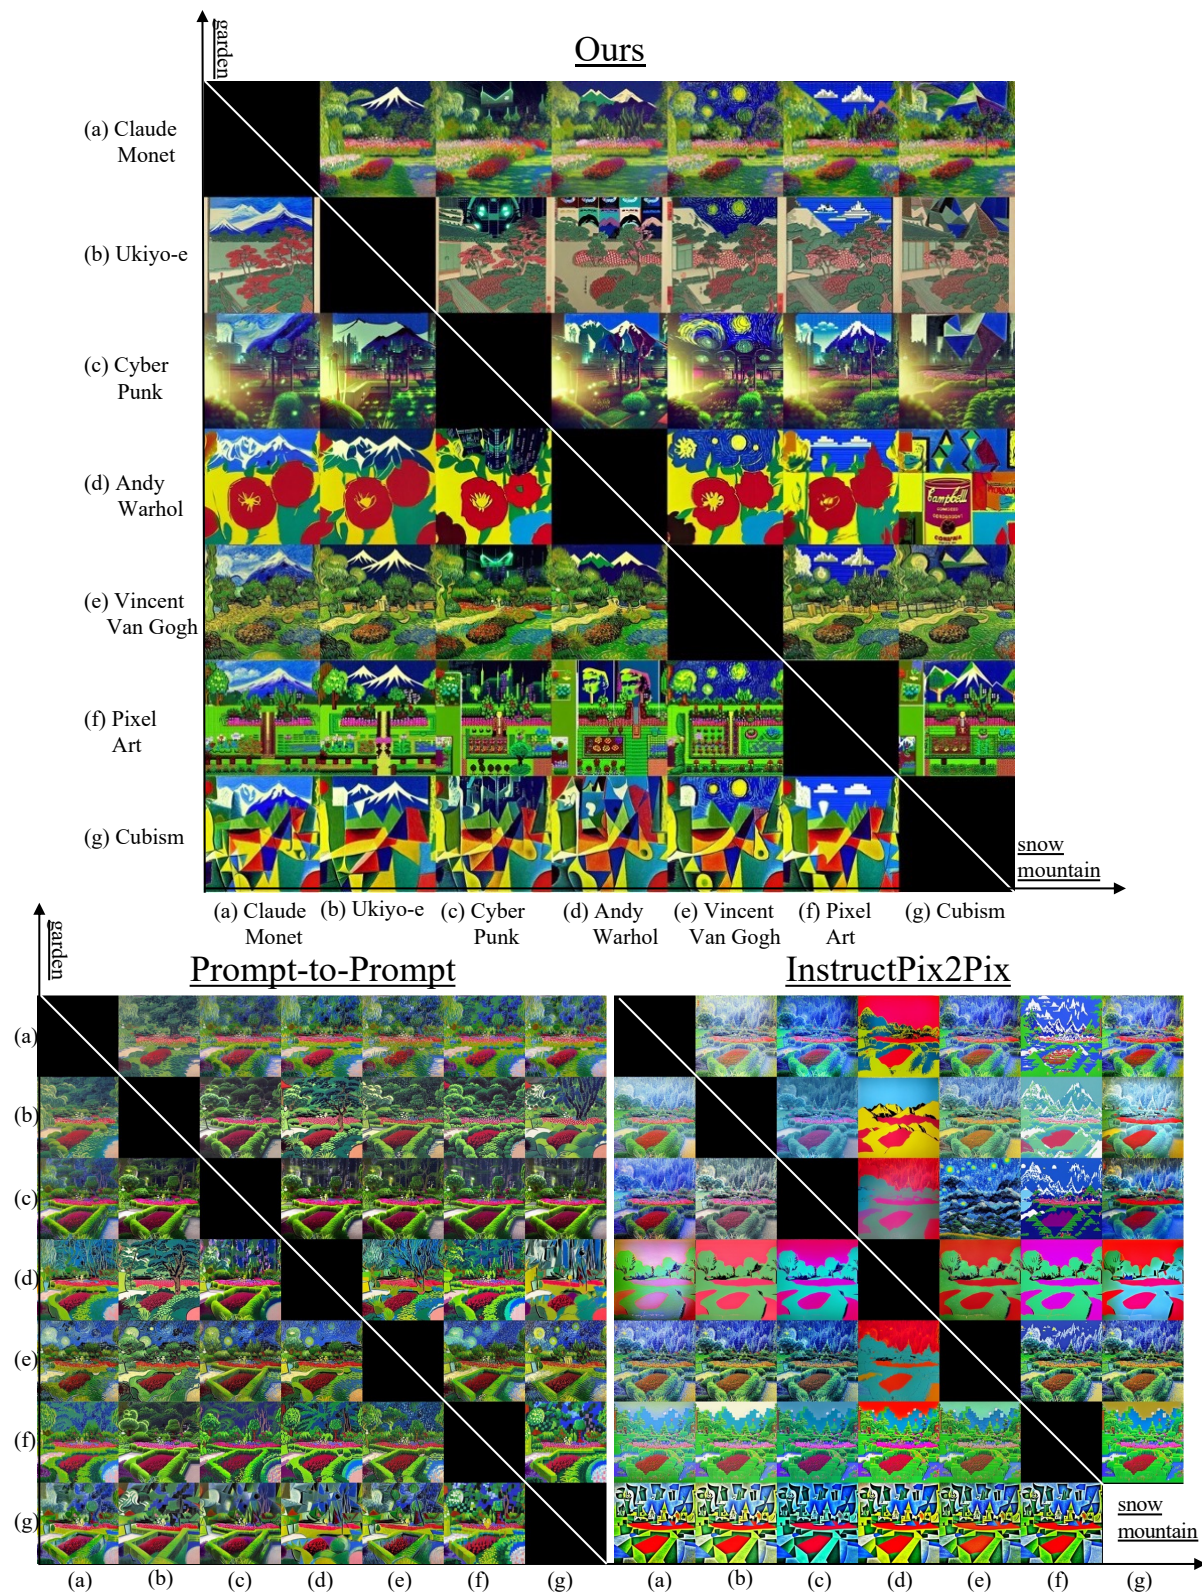 garden
Ours
(a) Claude
Monet
(b) Ukiyo-e
(c) Cyber
Punk
(d) Andy
Warhol
Campbell
(e) Vincent
Van Gogh
(f) Pixel
Art
(g) Cubism
snow
mountain
(a) Claude
Monet
(b) Ukiyo-e
(c) Cyber
Punk
(d) Andy
Warhol
(e) Vincent
Van Gogh
(f) Pixel
Art
(g) Cubism
garden
Prompt-to-Prompt
InstructPix2Pix
(a)
(b)
(c)
(d)
(e)
(f)
(g)
snow
mountain
(a) (b) (c) (d) (e) (f) (g) (a) (b) (c) (d) (e) (f) (g)